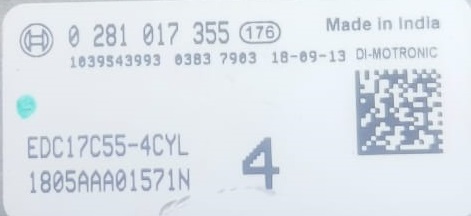 0 281 017 355 176 Made in India
1039S43993 0383 7903 18-09-13 DI-MOTRONIC
EDC17C55-4CYL
4
1805AAA01571N